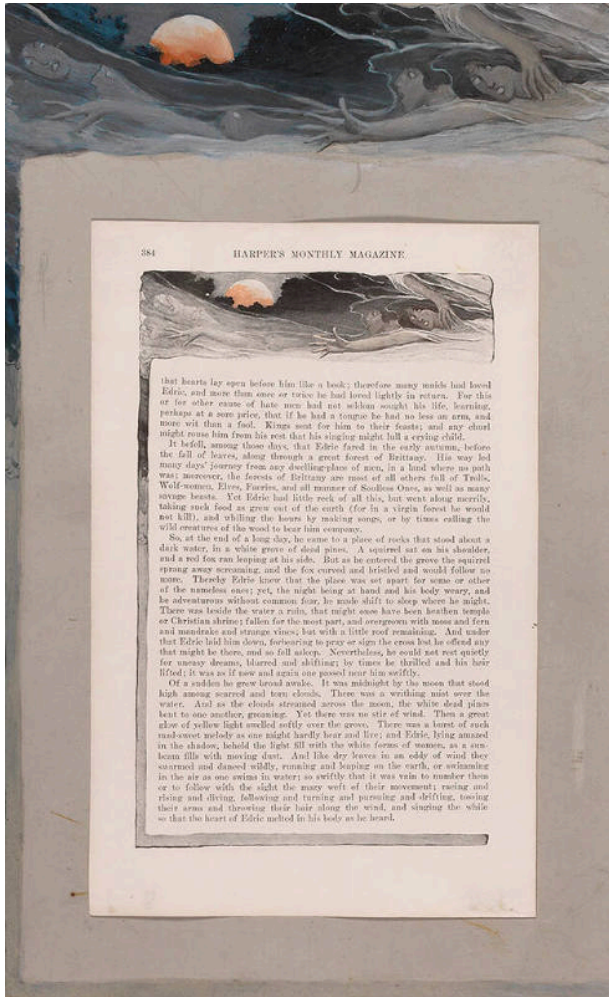 384
HARPER'S MONTHLY MAGAZINE
that hearts lay open before him like a book; therefore many maids had loved
Edric, and more than once or twice he had loved lightly in return. For this
or for other cause of hate men had not seldom sought his life, learning,
perhaps at a sore price, that if he had a tongue he had no less an arm, and
more wit than a fool. Kings sent for him to their feasts; and any churl
might rouse him from his rest that his singing might lull a crying child.
It befell, among those days, that Edric fared in the early autumn, before
the fall of leaves, along through a great forest of Brittany. His way led
many days' journey from any dwelling-place of men, in a land where no path
was; moreover, the forests of Brittany are most of all others full of Trolls,
Wolf-women, Elves, Faeries, and all manner of Soulless Ones, as well as many
savage beasts. Yet Edric had little reck of all this, but went along merrily,
taking such food as grew out of the earth (for in a virgin forest he would
not kill), and whiling the hours by making songs, or by times calling the
wild creatures of the wood to bear him company.
So, at the end of a long day, he came to a place of rocks that stood about a
dark water, in a white grove of dead pines. A squirrel sat on his shoulder,
and a red fox ran leaping at his side. But as he entered the grove the squirrel
sprang away screaming, and the fox curved and bristled and would follow no
more. Thereby Edric knew that the place was set apart for some or other
of the nameless ones; yet, the night being at hand and his body weary, and
he adventurous without common fear, he made shift to sleep where he might.
There was beside the water a ruin, that might once have been heathen temple
or Christian shrine; fallen for the most part, and overgrown with moss and fern
and mandrake and strange vines; but with a little roof remaining. And under
that Edric laid him down, forbearing to pray or sign the cross lest he offend any
that might be there, and so fell asleep. Nevertheless, he could not rest quietly
for uneasy dreams, blurred and shifting; by times he thrilled and his hair
lifted; it was as if now and again one passed near him swiftly.
Of a sudden he grew broad awake. It was midnight by the moon that stood
high among scarred and torn clouds. There was a writhing mist over the
water. And as the clouds streamed across the moon, the white dead pines
bent to one another, groaning. Yet there was no stir of wind. Then a great
glow of yellow light swelled softly over the grove. There was a burst of such
mad-sweet melody as one might hardly hear and live; and Edric, lying amazed
in the shadow, beheld the light fill with the white forms of women, as a sun-
beam fills with moving dust. And like dry leaves in an eddy of wind they
swarmed and danced wildly, running and leaping on the earth, or swimming
in the air as one swims in water; so swiftly that it was vain to number them
or to follow with the sight the mazy weft of their movement; racing and
rising and diving, following and turning and pursuing and drifting, tossing
their arms and throwing their hair along the wind, and singing the while
so that the heart of Edric melted in his body as he heard.